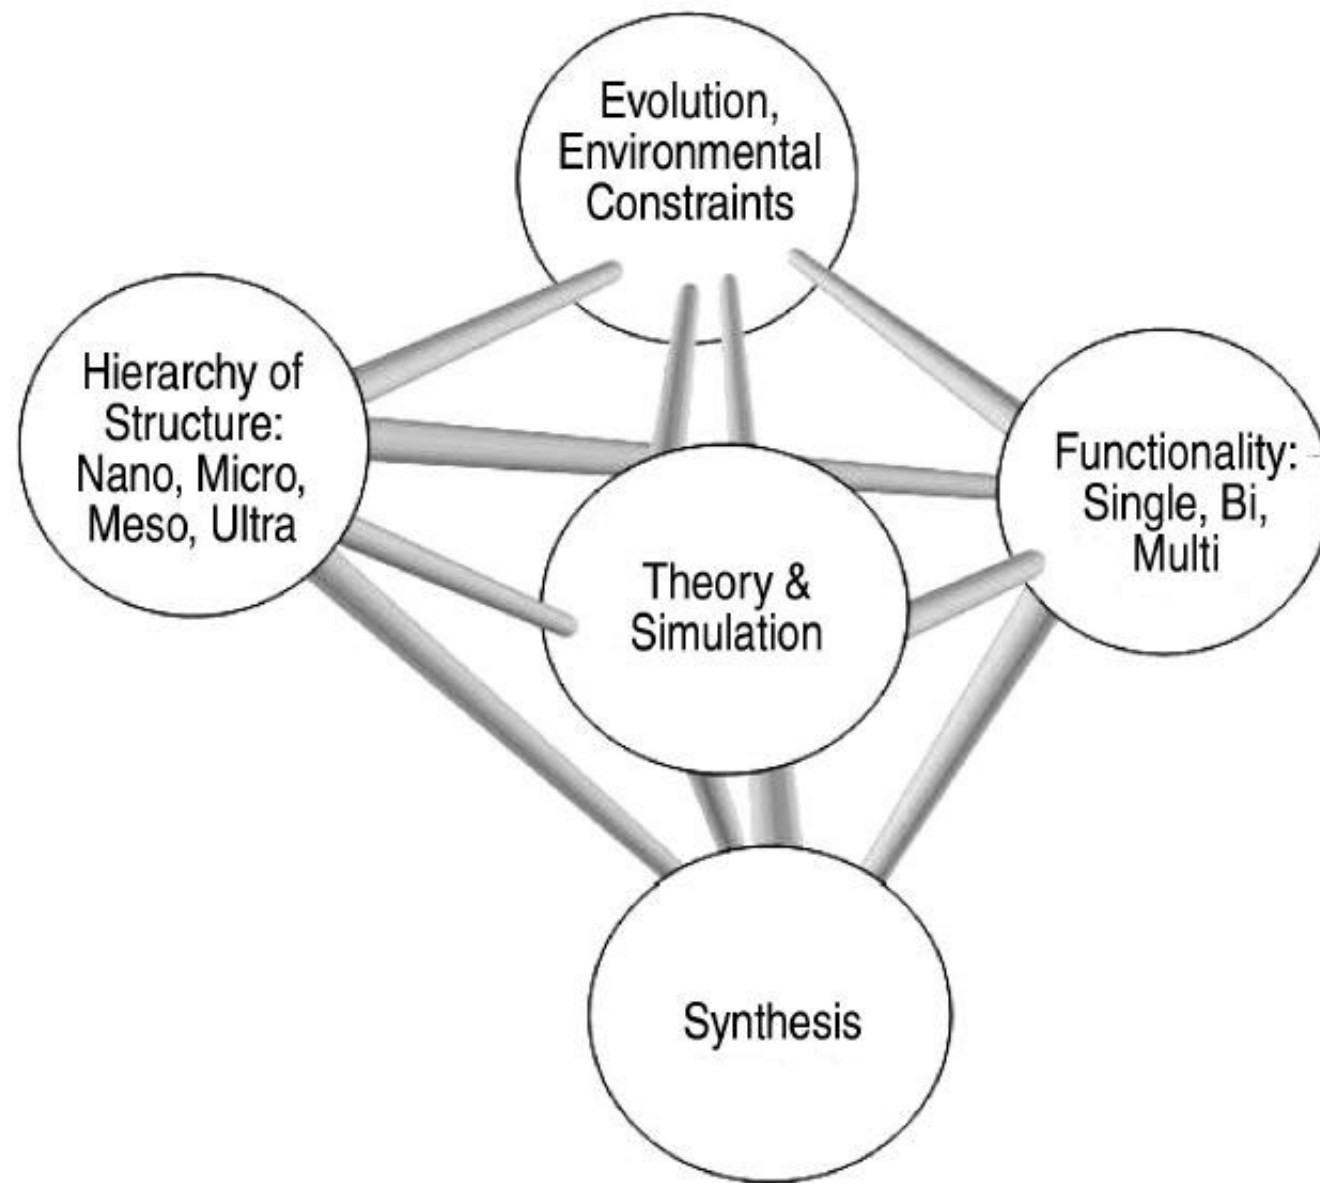 Evolution,
Environmental
Constraints
Hierarchy of
Structure:
Nano, Micro,
Meso, Ultra
Functionality:
Single, Bi,
Multi
Theory &
Simulation
Synthesis